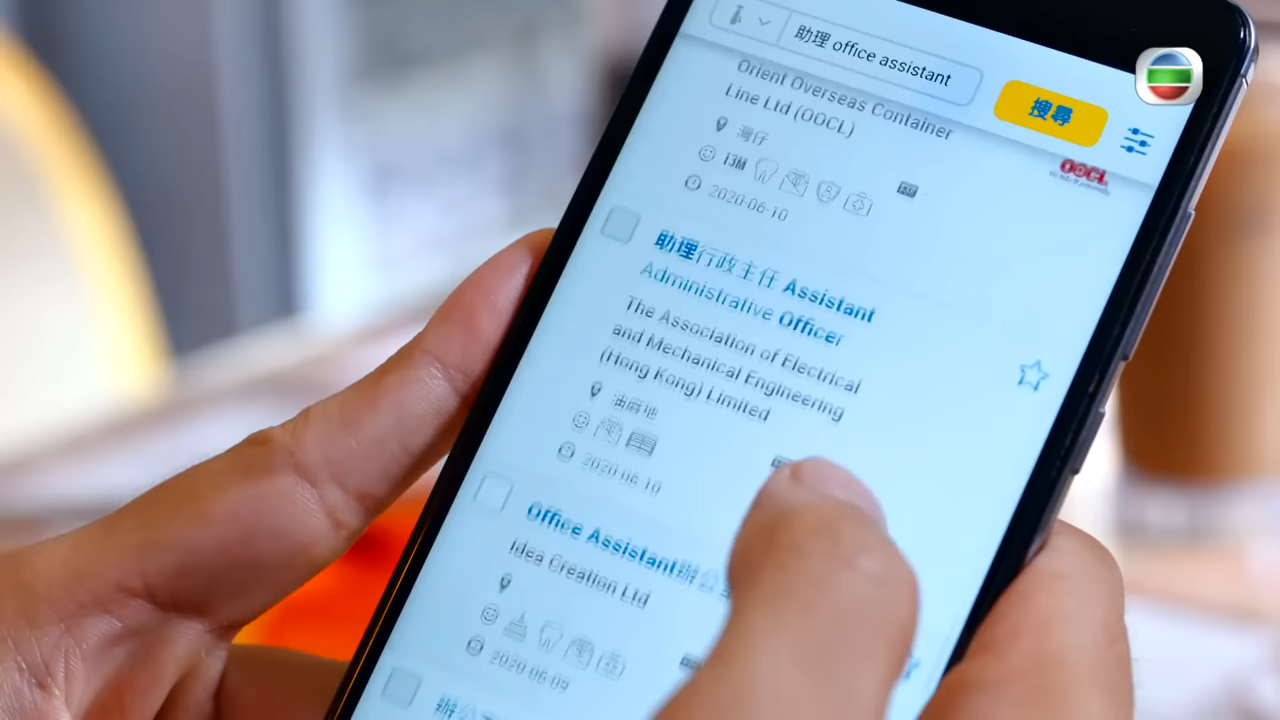 助理 office assistant
搜尋
Orient Overseas Container
Line Ltd (OOCL)
灣仔
OOCL
13M
2020-06-10
助理行政主任 Assistant
Administrative Officer
The Association of Electrical
and Mechanical Engineering
(Hong Kong) Limited
油麻地
2020-06-10
Office Assistant辦公
Idea Creation Ltd
2020-06-09
辦公